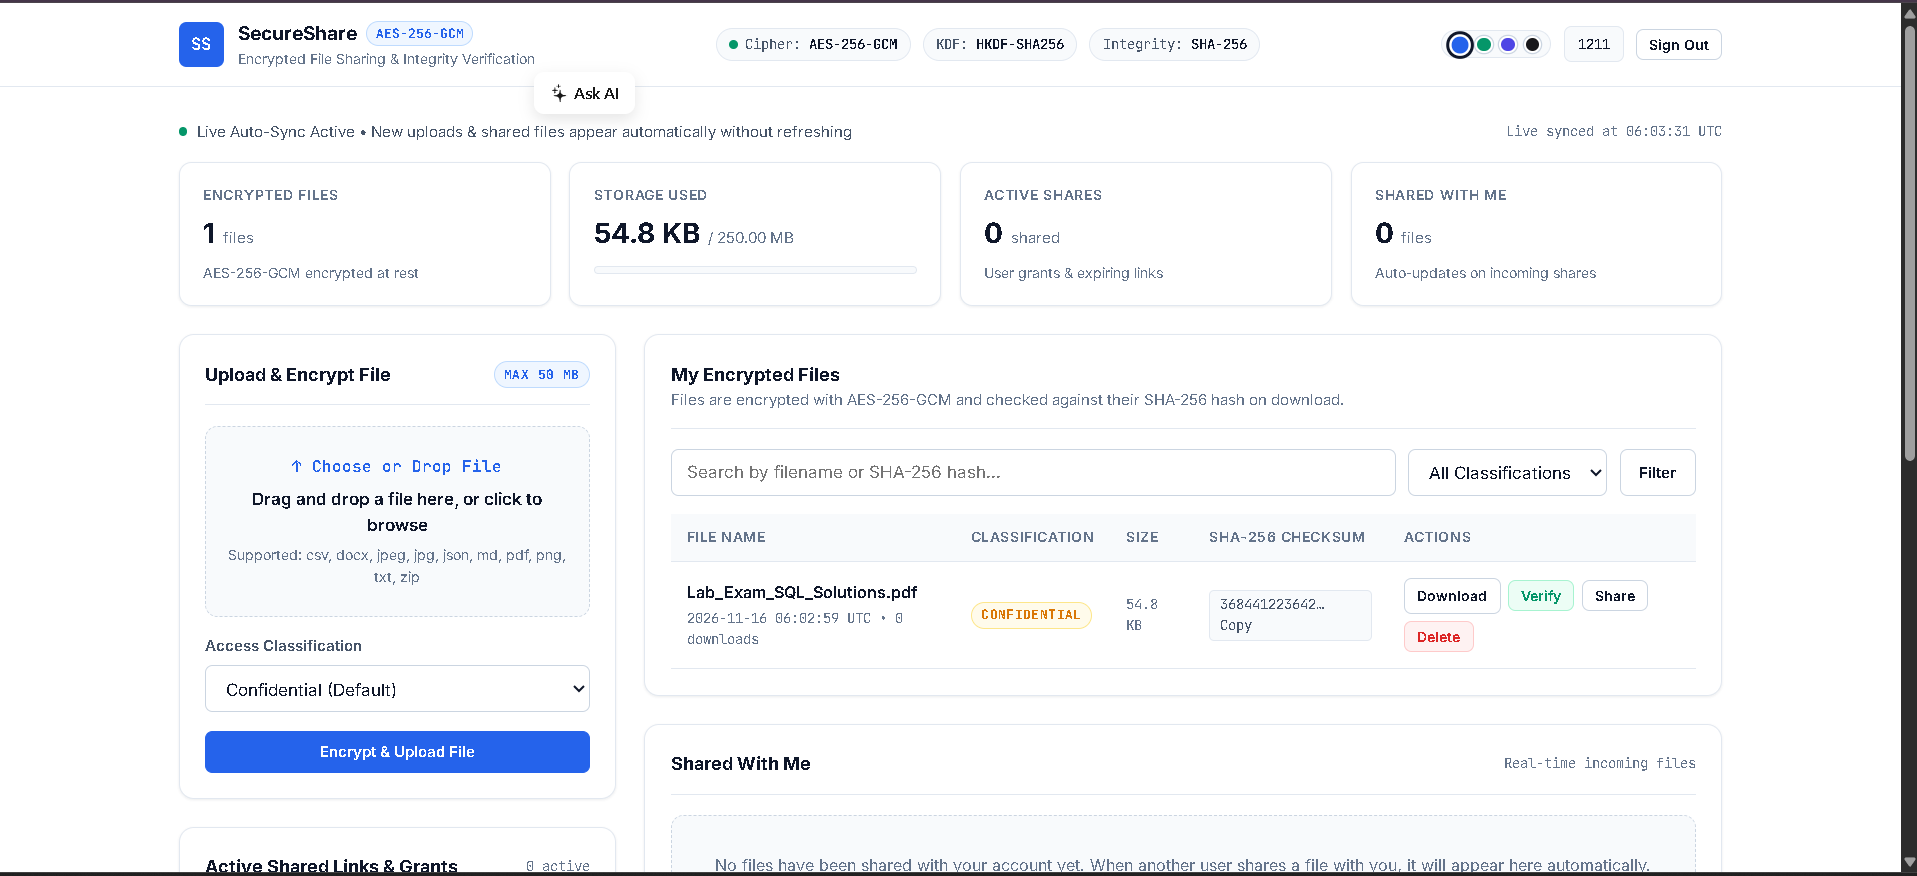 SS
SecureShare
AES-256-GCM
Encrypted File Sharing & Integrity Verification
Cipher: AES-256-GCM
KDF: HKDF-SHA256
Integrity: SHA-256
1211
Sign Out
Ask AI
Live Auto-Sync Active • New uploads & shared files appear automatically without refreshing
Live synced at 06:03:31 UTC
ENCRYPTED FILES
1 files
AES-256-GCM encrypted at rest
STORAGE USED
54.8 KB / 250.00 MB
ACTIVE SHARES
0 shared
User grants & expiring links
SHARED WITH ME
0 files
Auto-updates on incoming shares
Upload & Encrypt File
MAX 50 MB
↑ Choose or Drop File
Drag and drop a file here, or click to
browse
Supported: csv, docx, jpeg, jpg, json, md, pdf, png,
txt, zip
Access Classification
Confidential (Default)
Encrypt & Upload File
Active Shared Links & Grants
0 active
My Encrypted Files
Files are encrypted with AES-256-GCM and checked against their SHA-256 hash on download.
Search by filename or SHA-256 hash...
All Classifications
Filter
FILE NAME
CLASSIFICATION
SIZE
SHA-256 CHECKSUM
ACTIONS
Lab_Exam_SQL_Solutions.pdf
2026-11-16 06:02:59 UTC • 0
downloads
CONFIDENTIAL
54.8
KB
368441223642…
Copy
Download
Verify
Share
Delete
Shared With Me
Real-time incoming files
No files have been shared with your account yet. When another user shares a file with you, it will appear here automatically.